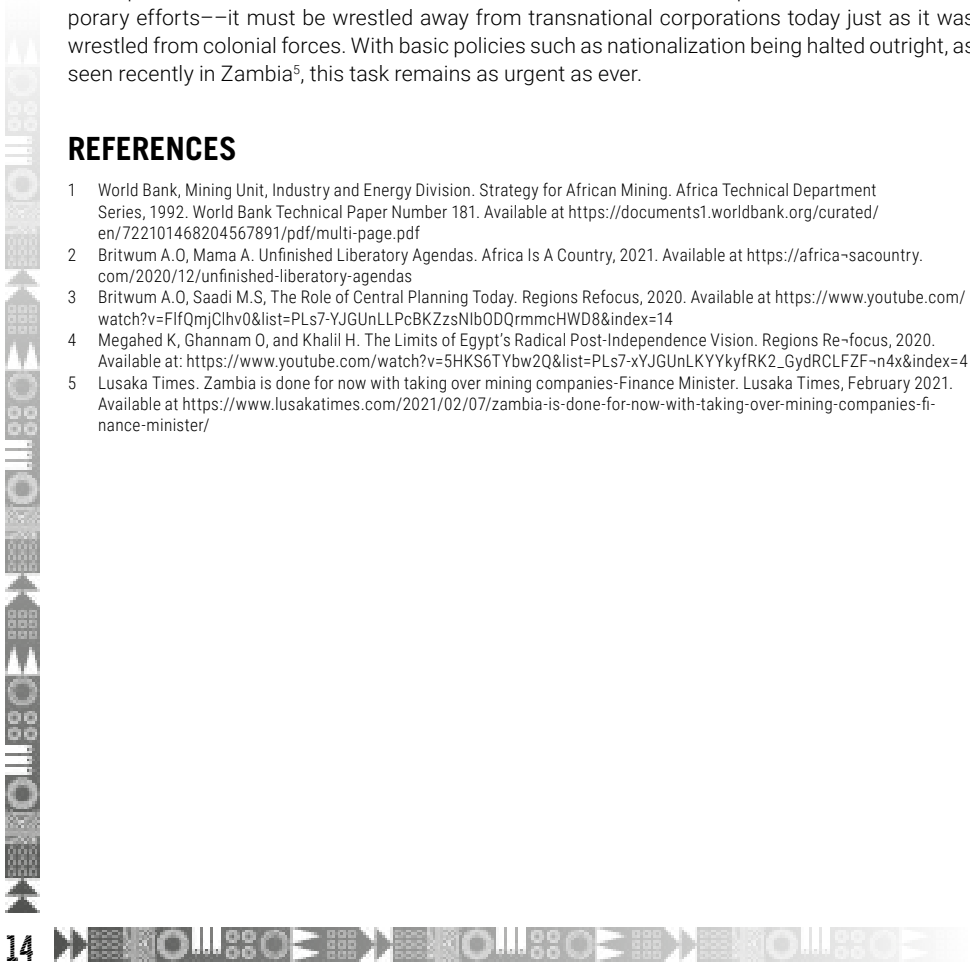 porary efforts––it must be wrestled away from transnational corporations today just as it was
wrestled from colonial forces. With basic policies such as nationalization being halted outright, as
seen recently in Zambia⁵, this task remains as urgent as ever.
REFERENCES
1 World Bank, Mining Unit, Industry and Energy Division. Strategy for African Mining. Africa Technical Department
Series, 1992. World Bank Technical Paper Number 181. Available at https://documents1.worldbank.org/curated/
en/722101468204567891/pdf/multi-page.pdf
2 Britwum A.O, Mama A. Unfinished Liberatory Agendas. Africa Is A Country, 2021. Available at https://africa¬sacountry.
com/2020/12/unfinished-liberatory-agendas
3 Britwum A.O, Saadi M.S, The Role of Central Planning Today. Regions Refocus, 2020. Available at https://www.youtube.com/
watch?v=FlfQmjClhv0&list=PLs7-YJGUnLLPcBKZzsNlbODQrmmcHWD8&index=14
4 Megahed K, Ghannam O, and Khalil H. The Limits of Egypt's Radical Post-Independence Vision. Regions Re¬focus, 2020.
Available at: https://www.youtube.com/watch?v=5HKS6TYbw2Q&list=PLs7-xYJGUnLKYYkyfRK2_GydRCLFZF¬n4x&index=4
5 Lusaka Times. Zambia is done for now with taking over mining companies-Finance Minister. Lusaka Times, February 2021.
Available at https://www.lusakatimes.com/2021/02/07/zambia-is-done-for-now-with-taking-over-mining-companies-fi-
nance-minister/
14